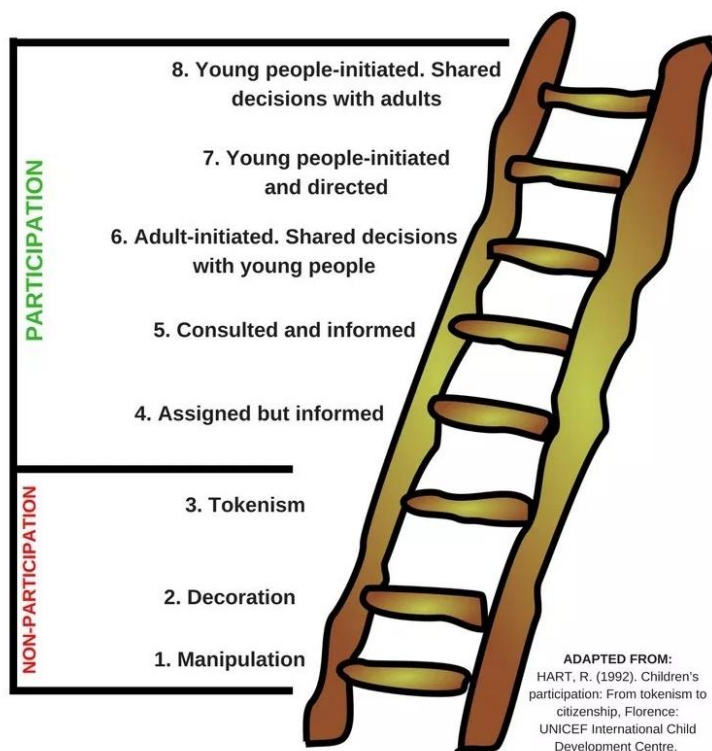 8. Young people-initiated. Shared
decisions with adults
7. Young people-initiated
and directed
PARTICIPATION
6. Adult-initiated. Shared decisions
with young people
5. Consulted and informed
4. Assigned but informed
3. Tokenism
NON-PARTICIPATION
2. Decoration
1. Manipulation
ADAPTED FROM:
HART, R. (1992). Children's
participation: From tokenism to
citizenship, Florence:
UNICEF International Child
Development Centre.